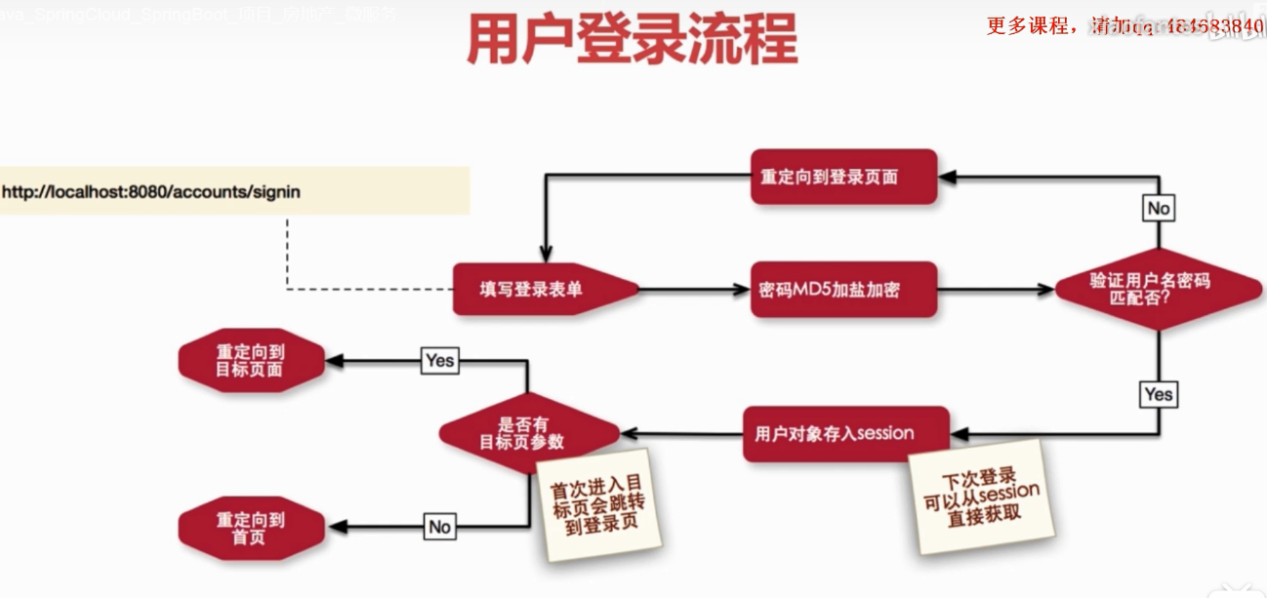 用户登录流程
更多课程，请加qq:484683840
http://localhost:8080/accounts/signin
重定向到登录页面
No
填写登录表单
密码MD5加盐加密
验证用户名密码
匹配否?
重定向到
目标页面
Yes
Yes
是否有
目标页参数
用户对象存入session
首次进入目
标页会跳转
到登录页
下次登录
可以从session
直接获取
重定向到
首页
No